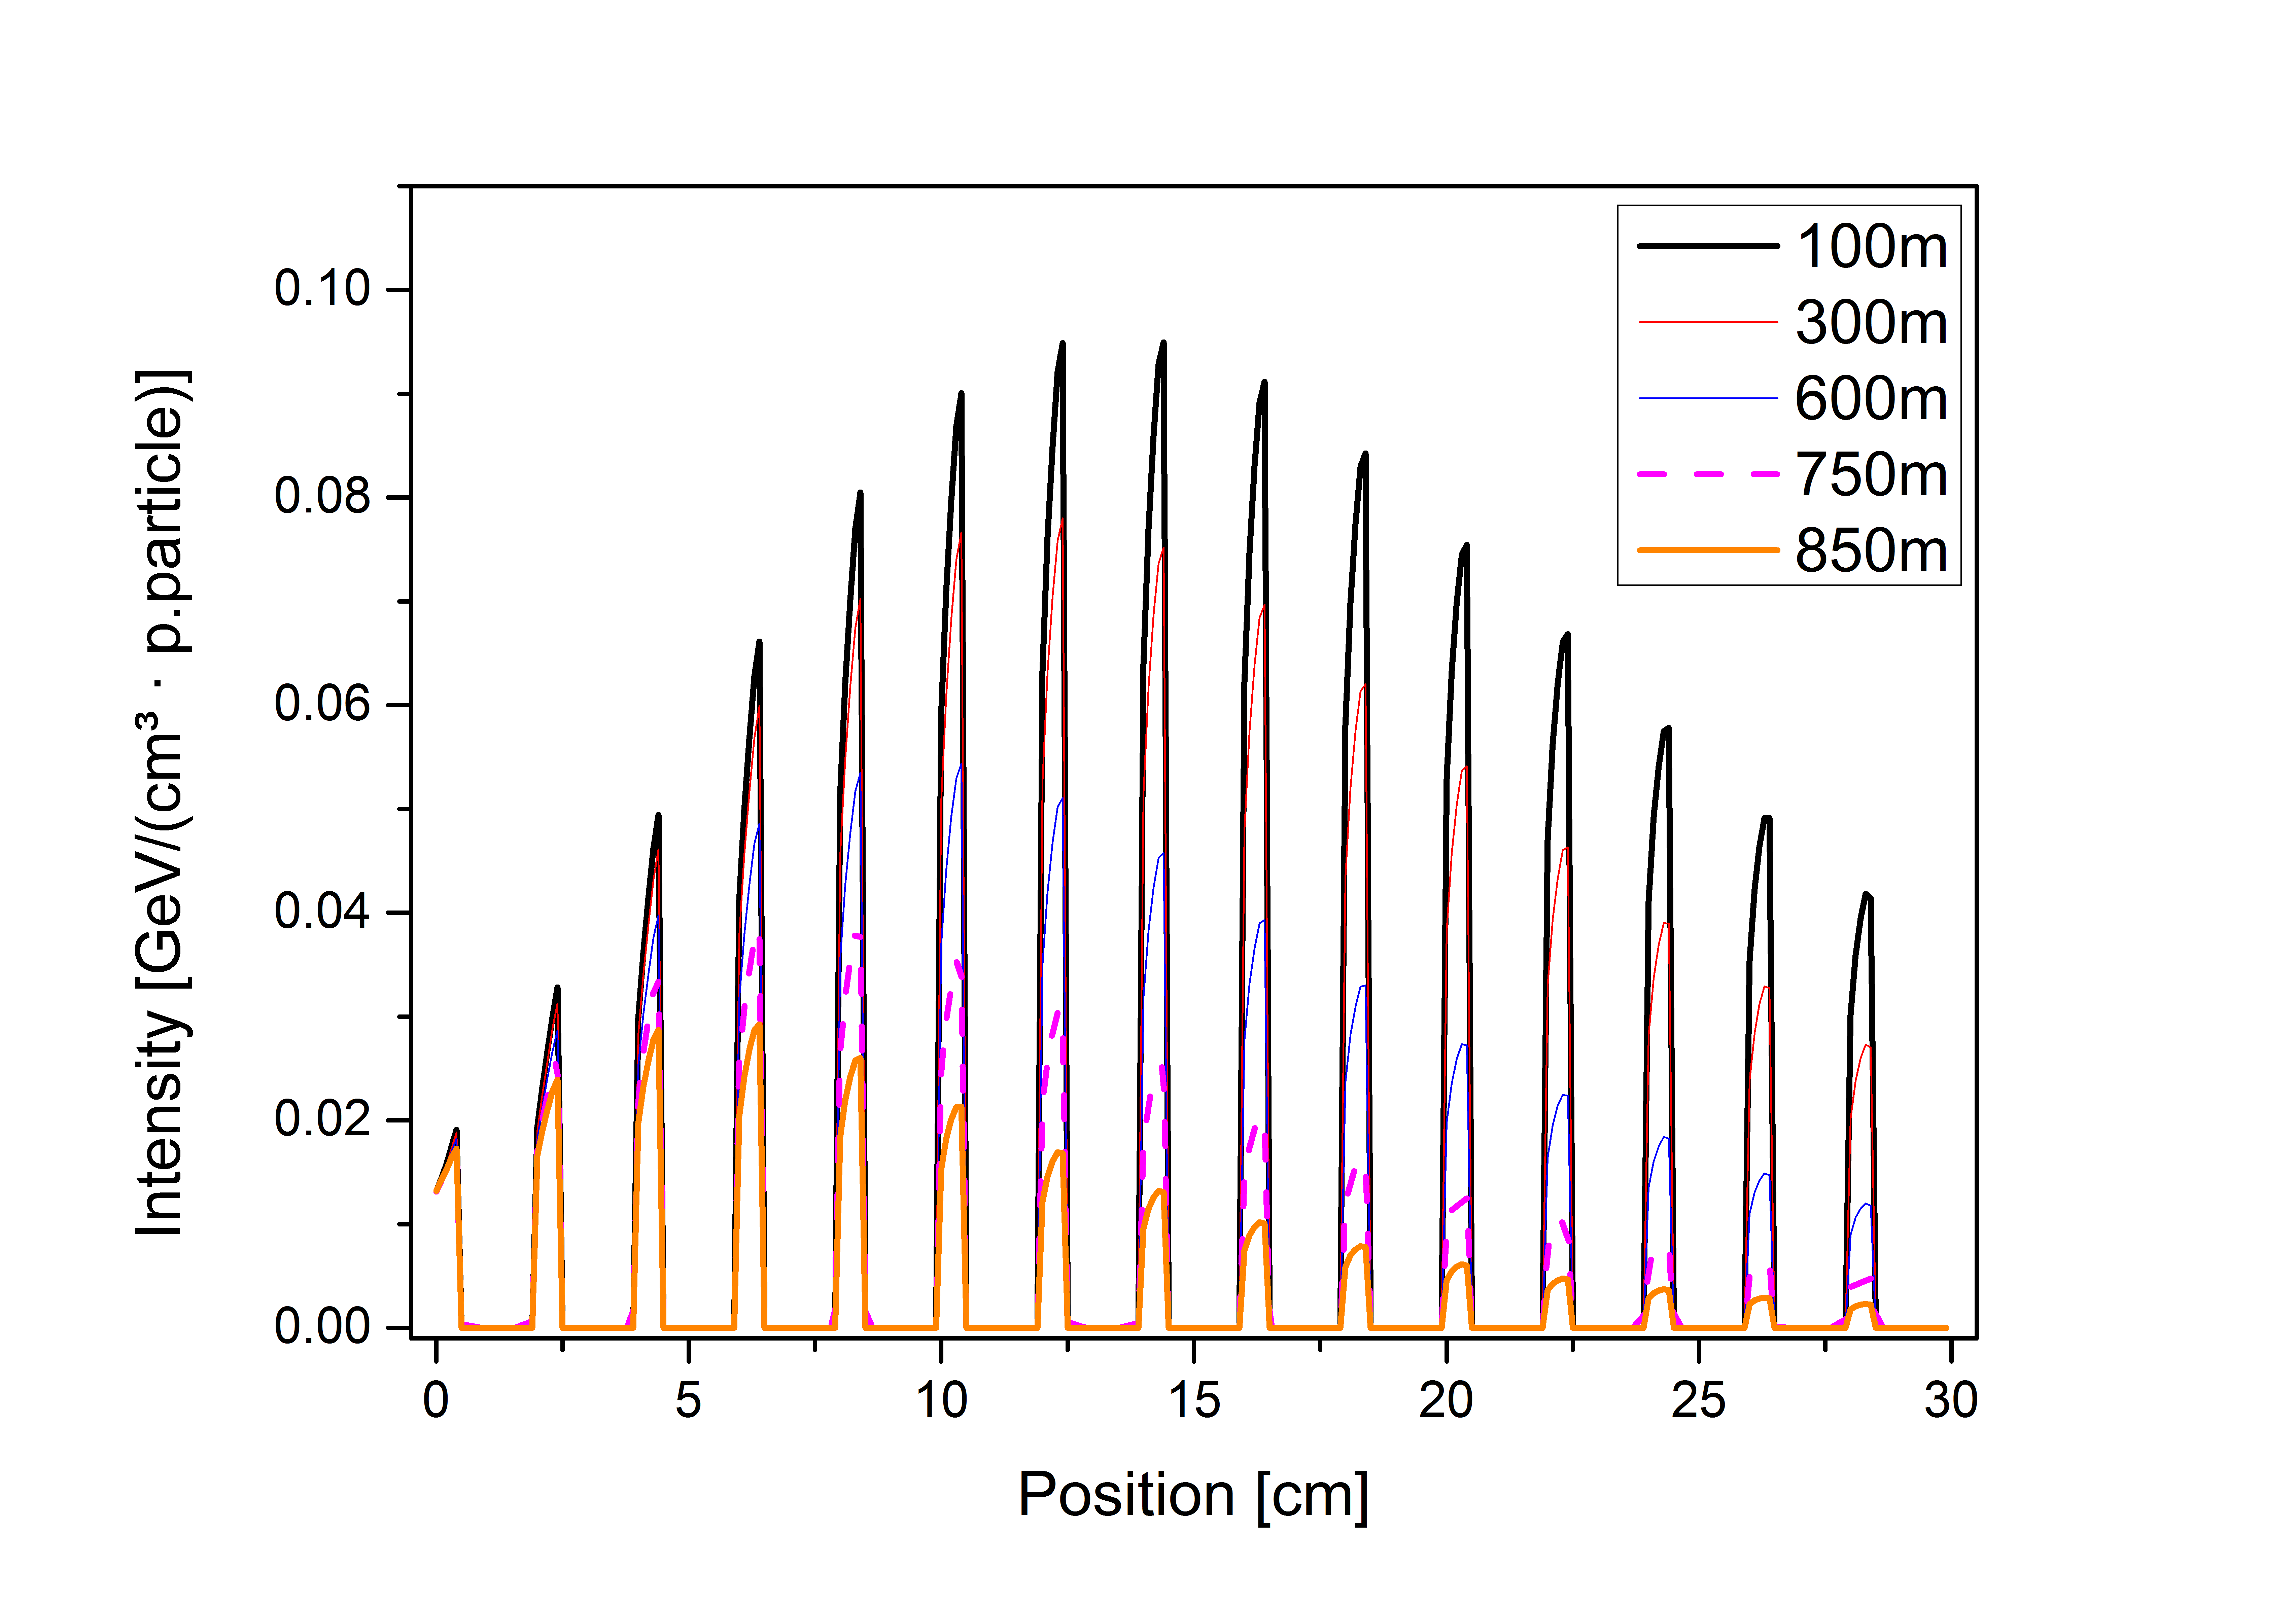 100m
300m
600m
750m
850m
Intensity [GeV/(cm³ · p.particle)]
0.10
0.08
0.06
0.04
0.02
0.00
0 5 10 15 20 25 30
Position [cm]